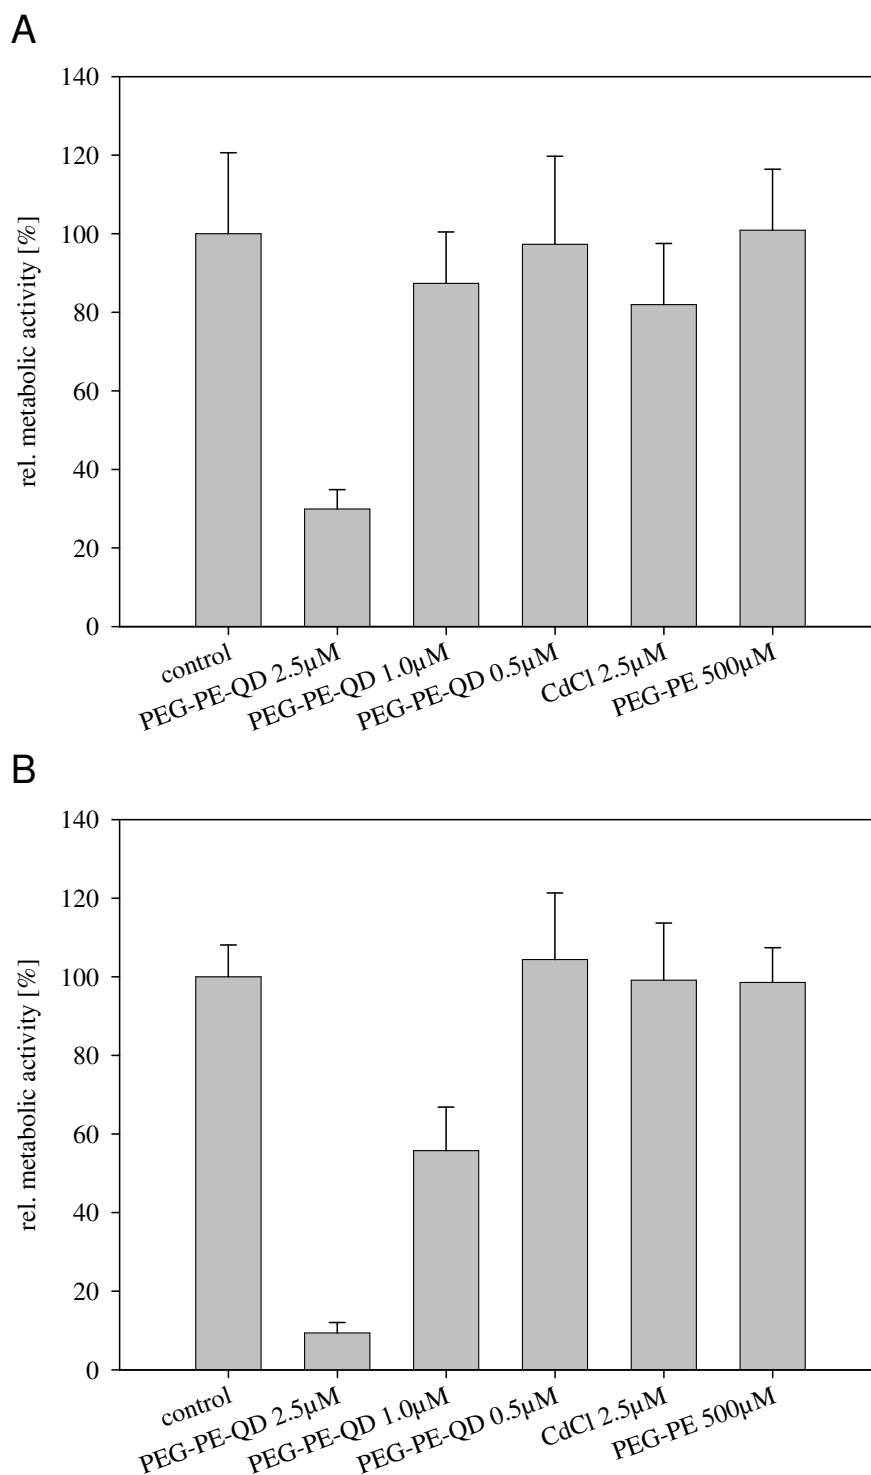 A
140
120
100
80
60
40
20
0
rel. metabolic activity [%]
control
PEG-PE-QD 2.5µM
PEG-PE-QD 1.0µM
PEG-PE-QD 0.5µM
CdCl 2.5µM
PEG-PE 500µM
B
140
120
100
80
60
40
20
0
rel. metabolic activity [%]
control
PEG-PE-QD 2.5µM
PEG-PE-QD 1.0µM
PEG-PE-QD 0.5µM
CdCl 2.5µM
PEG-PE 500µM